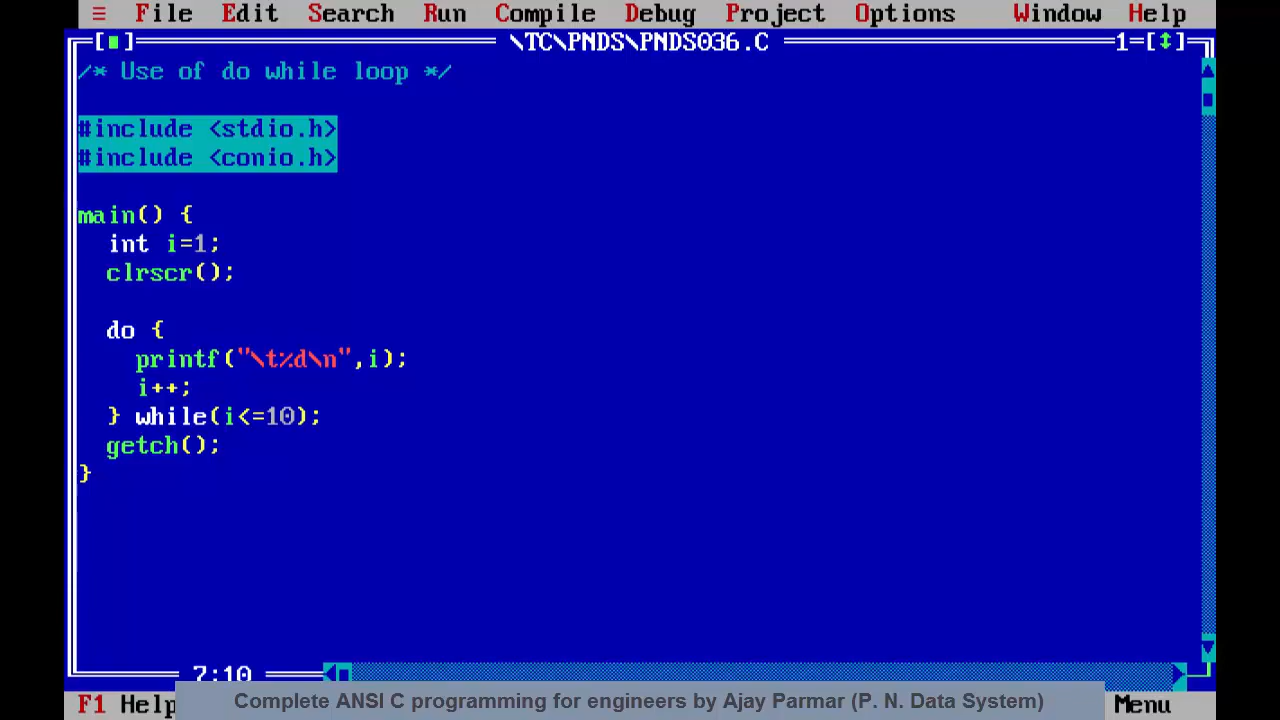 ≡ File Edit Search Run Compile Debug Project Options Window Help
[■] \TC\PNDS\PNDS036.C 1=[↕]
/* Use of do while loop */
#include <stdio.h>
#include <conio.h>
main() {
int i=1;
clrscr();
do {
printf("\t%d\n",i);
i++;
} while(i<=10);
getch();
}
7:10
F1 Help Menu
Complete ANSI C programming for engineers by Ajay Parmar (P. N. Data System)